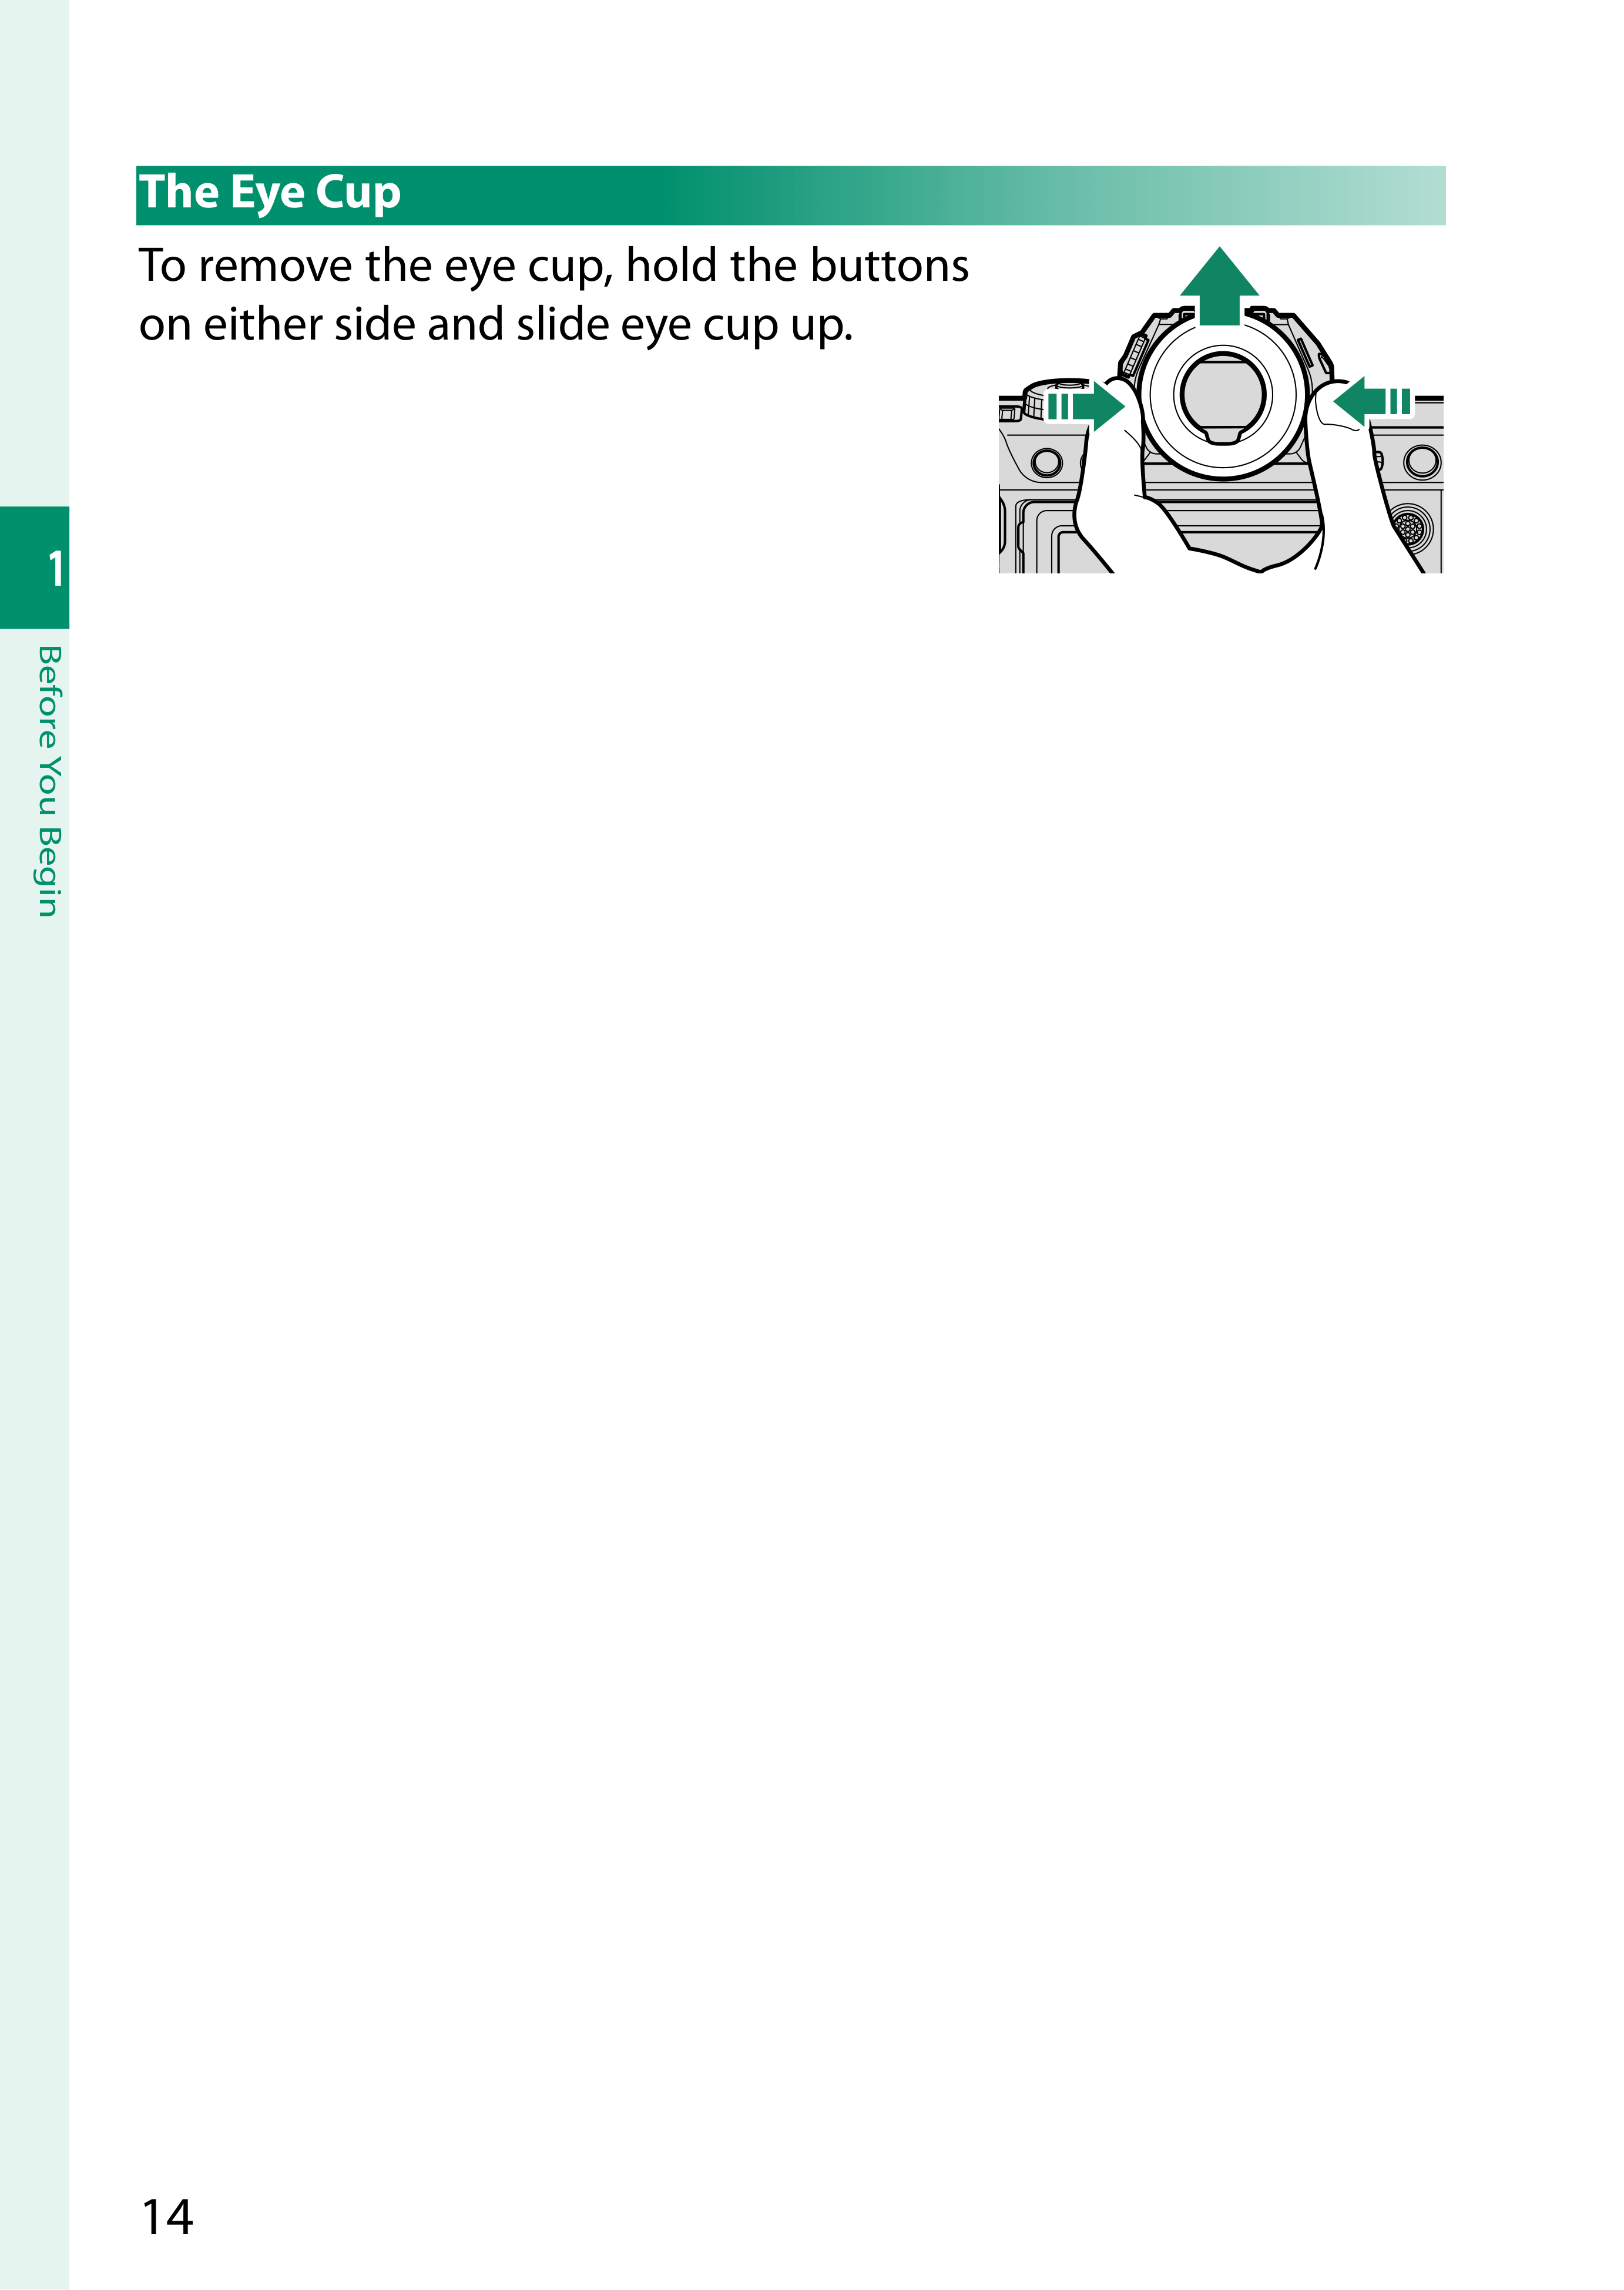 The Eye Cup
To remove the eye cup, hold the buttons
on either side and slide eye cup up.
1
Before You Begin
14